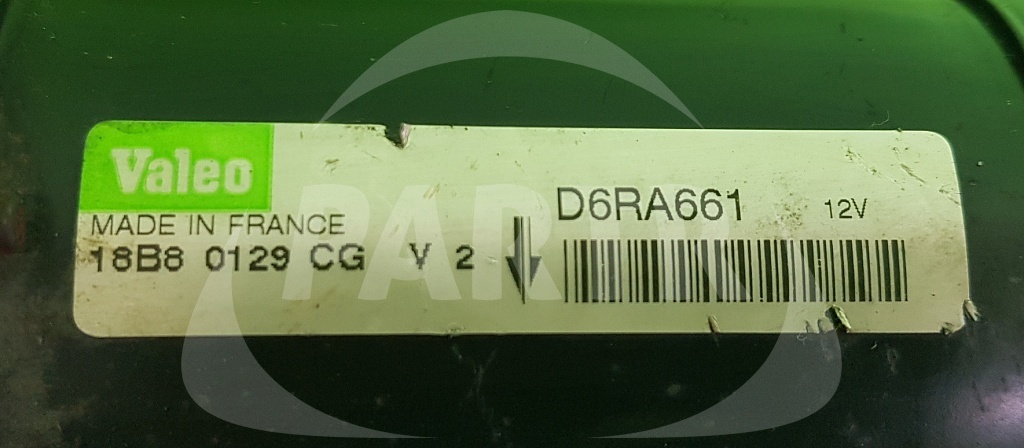 Valeo
MADE IN FRANCE
18B8 0129 CG V 2
D6RA661 12V